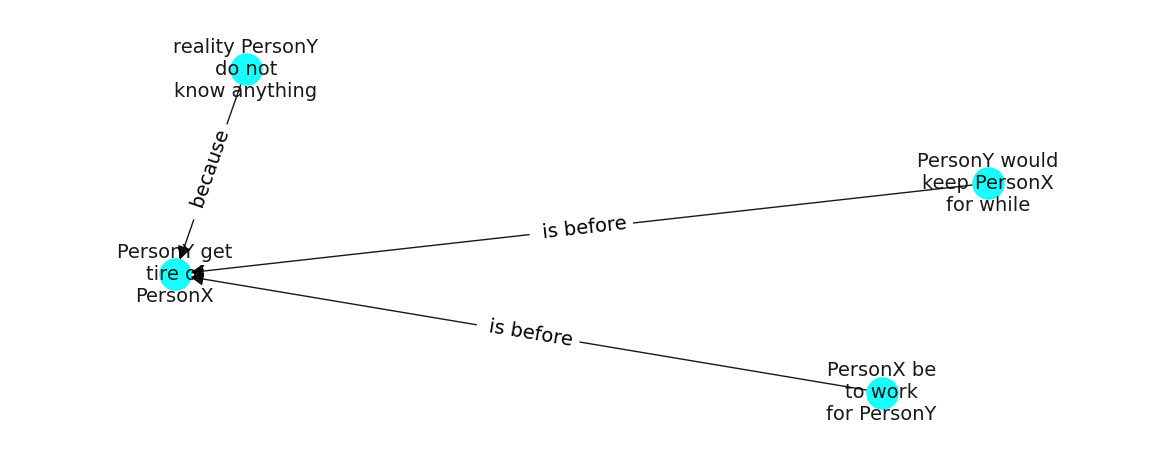 reality PersonY
do not
know anything
because
PersonY would
keep PersonX
for while
is before
PersonY get
tire of
PersonX
is before
PersonX be
to work
for PersonY